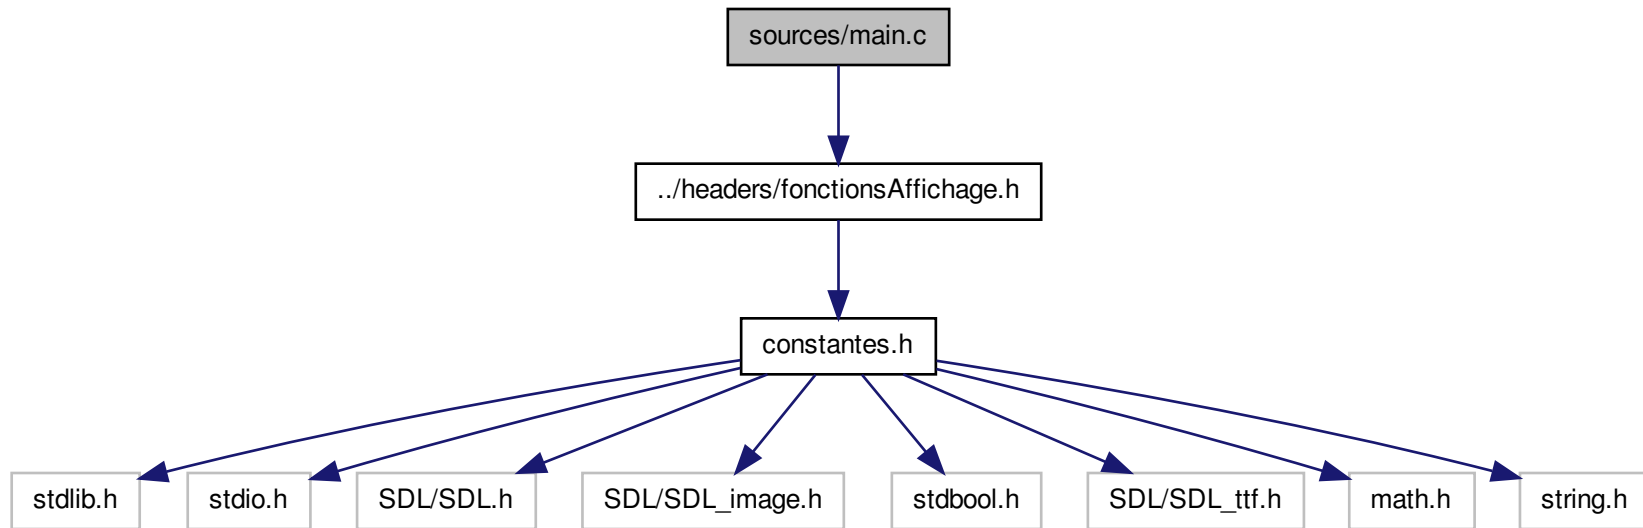 sources/main.c
../headers/fonctionsAffichage.h
constantes.h
stdlib.h
stdio.h
SDL/SDL.h
SDL/SDL_image.h
stdbool.h
SDL/SDL_ttf.h
math.h
string.h